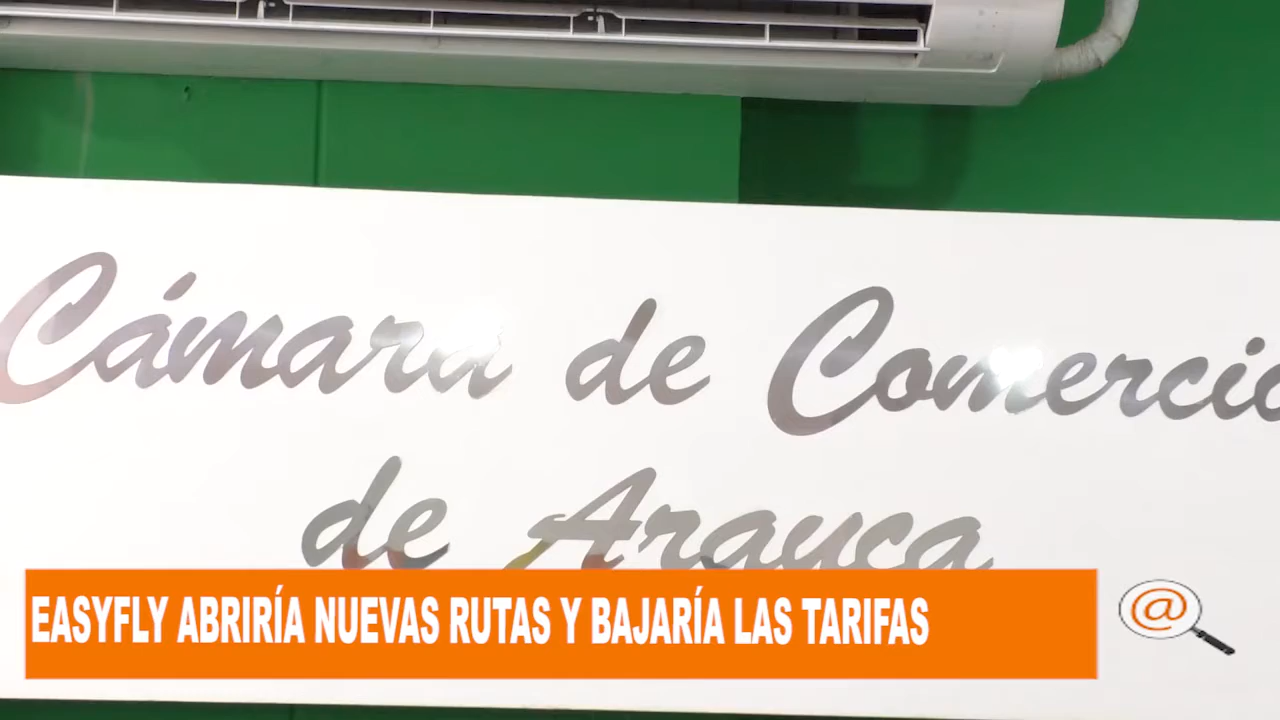 Cámara de Comercio
de Arauca
EASYFLY ABRIRÍA NUEVAS RUTAS Y BAJARÍA LAS TARIFAS
@